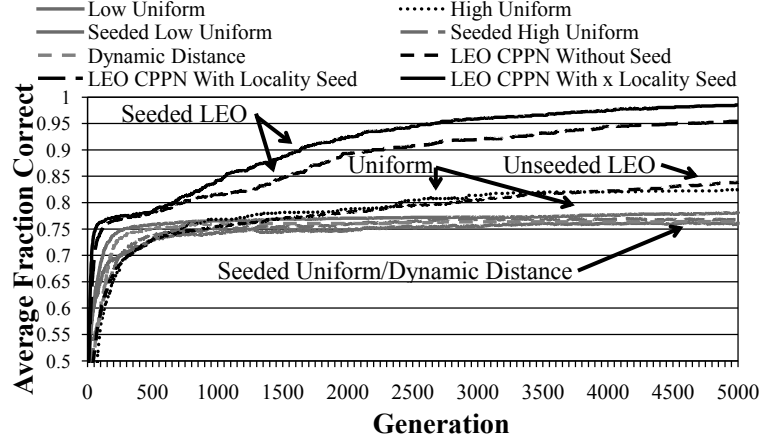 Low Uniform
High Uniform
Seeded Low Uniform
Seeded High Uniform
Dynamic Distance
LEO CPPN Without Seed
LEO CPPN With Locality Seed
LEO CPPN With x Locality Seed
Average Fraction Correct
1
0.95
0.9
0.85
0.8
0.75
0.7
0.65
0.6
0.55
0.5
Seeded LEO
Uniform
Unseeded LEO
Seeded Uniform/Dynamic Distance
0 500 1000 1500 2000 2500 3000 3500 4000 4500 5000
Generation